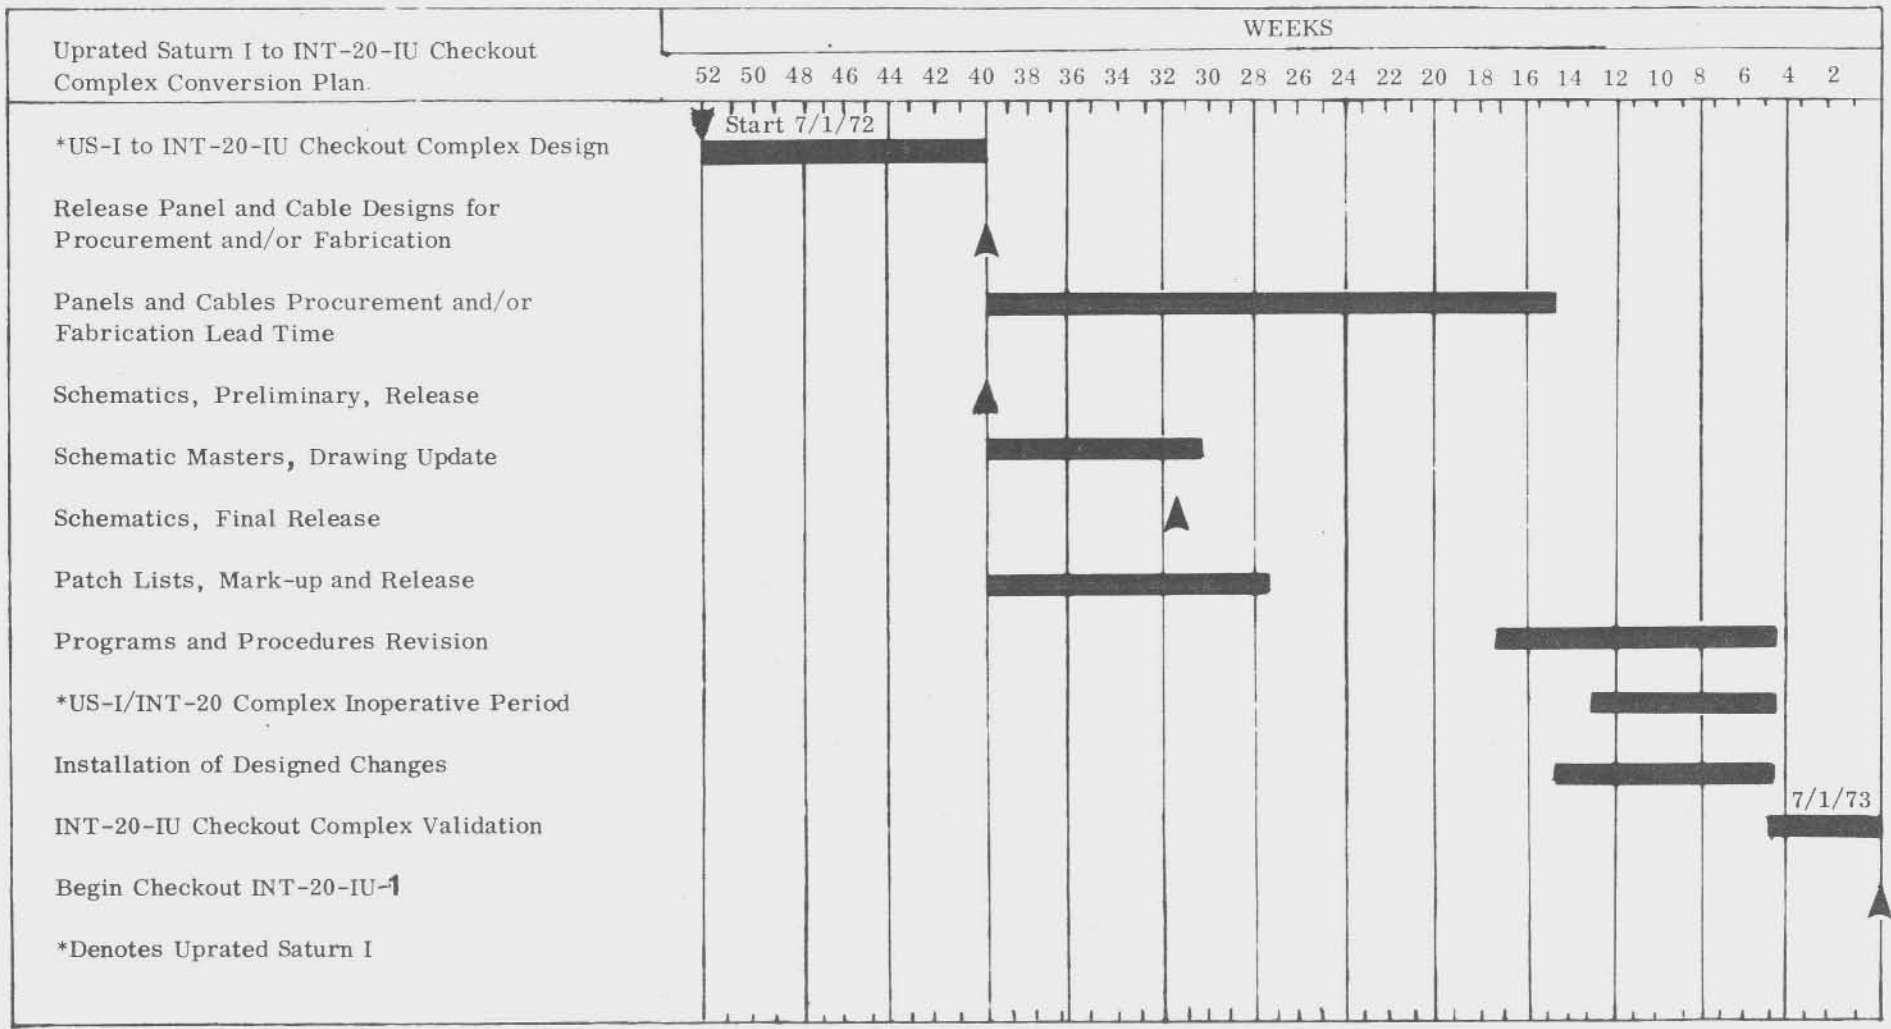 WEEKS
Uprated Saturn I to INT-20-IU Checkout
Complex Conversion Plan.
52 50 48 46 44 42 40 38 36 34 32 30 28 26 24 22 20 18 16 14 12 10 8 6 4 2
Start 7/1/72
*US-I to INT-20-IU Checkout Complex Design
Release Panel and Cable Designs for
Procurement and/or Fabrication
Panels and Cables Procurement and/or
Fabrication Lead Time
Schematics, Preliminary, Release
Schematic Masters, Drawing Update
Schematics, Final Release
Patch Lists, Mark-up and Release
Programs and Procedures Revision
*US-I/INT-20 Complex Inoperative Period
Installation of Designed Changes
7/1/73
INT-20-IU Checkout Complex Validation
Begin Checkout INT-20-IU-1
*Denotes Uprated Saturn I